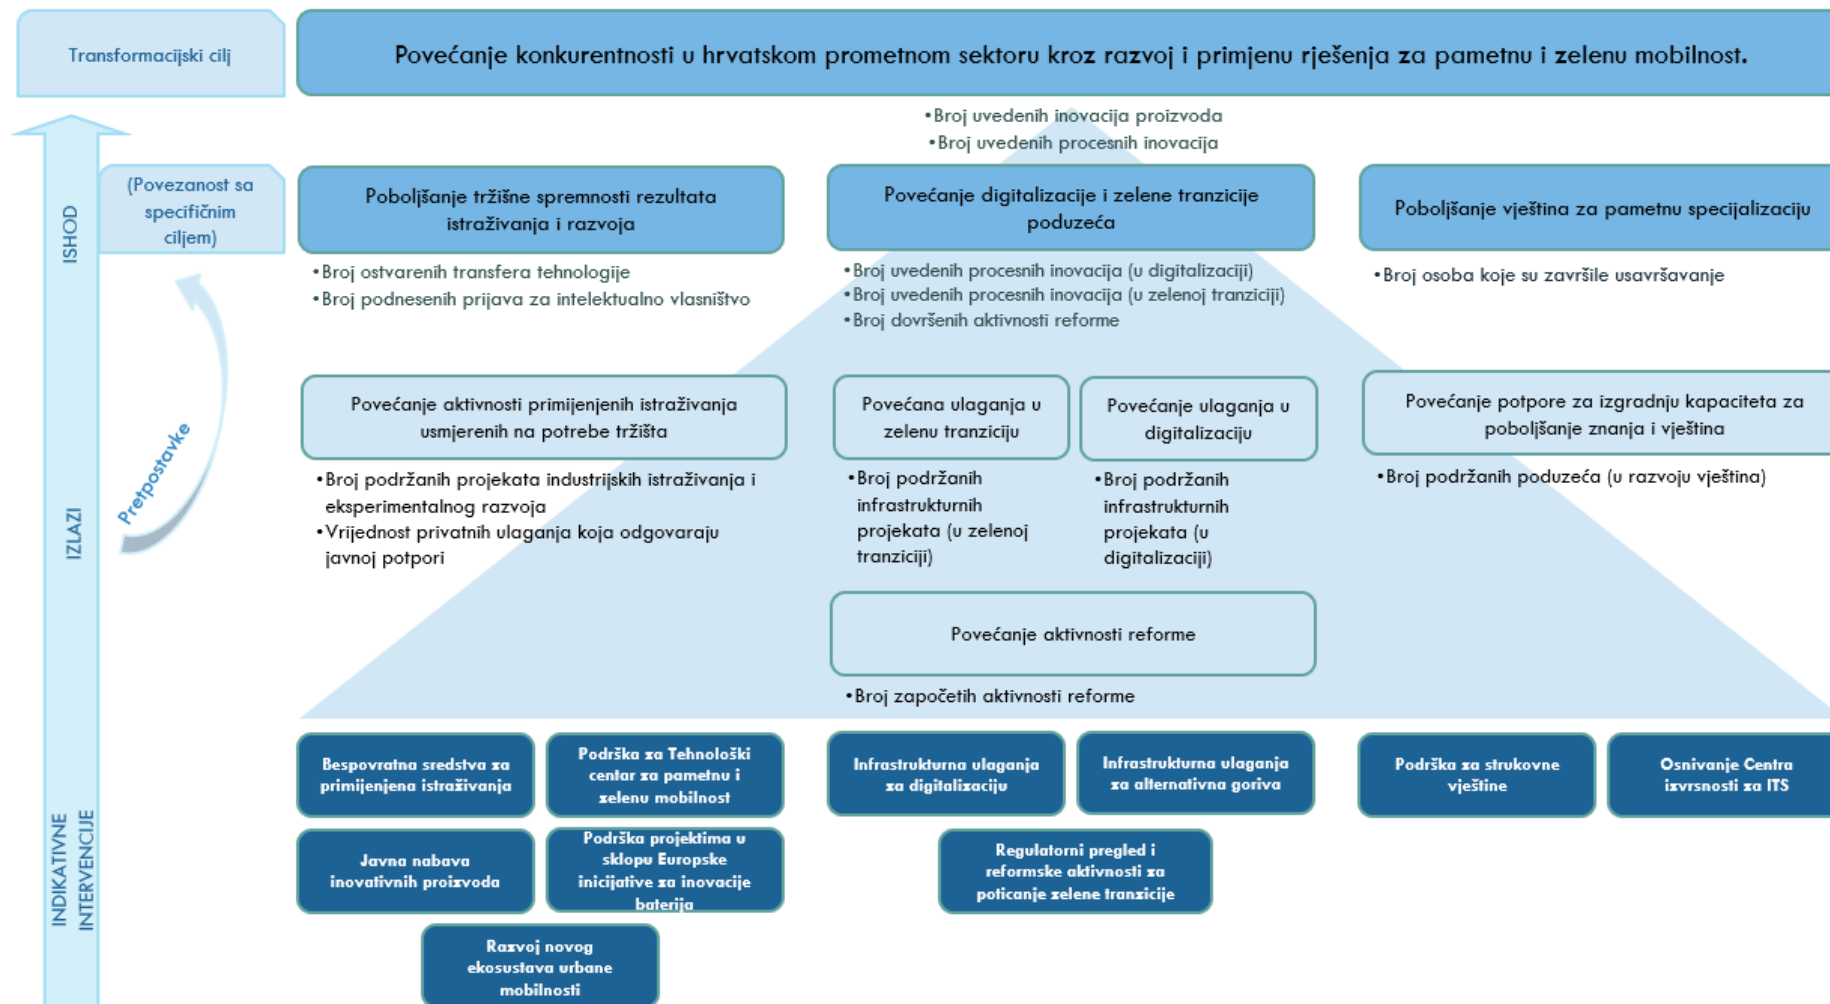 Transformacijski cilj
Povećanje konkurentnosti u hrvatskom prometnom sektoru kroz razvoj i primjenu rješenja za pametnu i zelenu mobilnost.
•Broj uvedenih inovacija proizvoda
•Broj uvedenih procesnih inovacija
ISHOD
(Povezanost sa
specifičnim
ciljem)
Poboljšanje tržišne spremnosti rezultata
istraživanja i razvoja
•Broj ostvarenih transfera tehnologije
•Broj podnesenih prijava za intelektualno vlasništvo
Povećanje digitalizacije i zelene tranzicije
poduzeća
•Broj uvedenih procesnih inovacija (u digitalizaciji)
•Broj uvedenih procesnih inovacija (u zelenoj tranziciji)
•Broj dovršenih aktivnosti reforme
Poboljšanje vještina za pametnu specijalizaciju
•Broj osoba koje su završile usavršavanje
Pretpostavke
IZLAZI
Povećanje aktivnosti primijenjenih istraživanja
usmjerenih na potrebe tržišta
•Broj podržanih projekata industrijskih istraživanja i
eksperimentalnog razvoja
•Vrijednost privatnih ulaganja koja odgovaraju
javnoj potpori
Povećana ulaganja u
zelenu tranziciju
•Broj podržanih
infrastrukturnih
projekata (u zelenoj
tranziciji)
Povećanje ulaganja u
digitalizaciju
•Broj podržanih
infrastrukturnih
projekata (u
digitalizaciji)
Povećanje potpore za izgradnju kapaciteta za
poboljšanje znanja i vještina
•Broj podržanih poduzeća (u razvoju vještina)
Povećanje aktivnosti reforme
•Broj započetih aktivnosti reforme
INDIKATIVNE
INTERVENCIJE
Bespovratna sredstva za
primijenjena istraživanja
Podrška za Tehnološki
centar za pametnu i
zelenu mobilnost
Infrastrukturna ulaganja
za digitalizaciju
Infrastrukturna ulaganja
za alternativna goriva
Podrška za strukovne
vještine
Osnivanje Centra
izvrsnosti za ITS
Javna nabava
inovativnih proizvoda
Podrška projektima u
sklopu Europske
inicijative za inovacije
baterija
Regulatorni pregled i
reformske aktivnosti za
poticanje zelene tranzicije
Razvoj novog
ekosustava urbane
mobilnosti